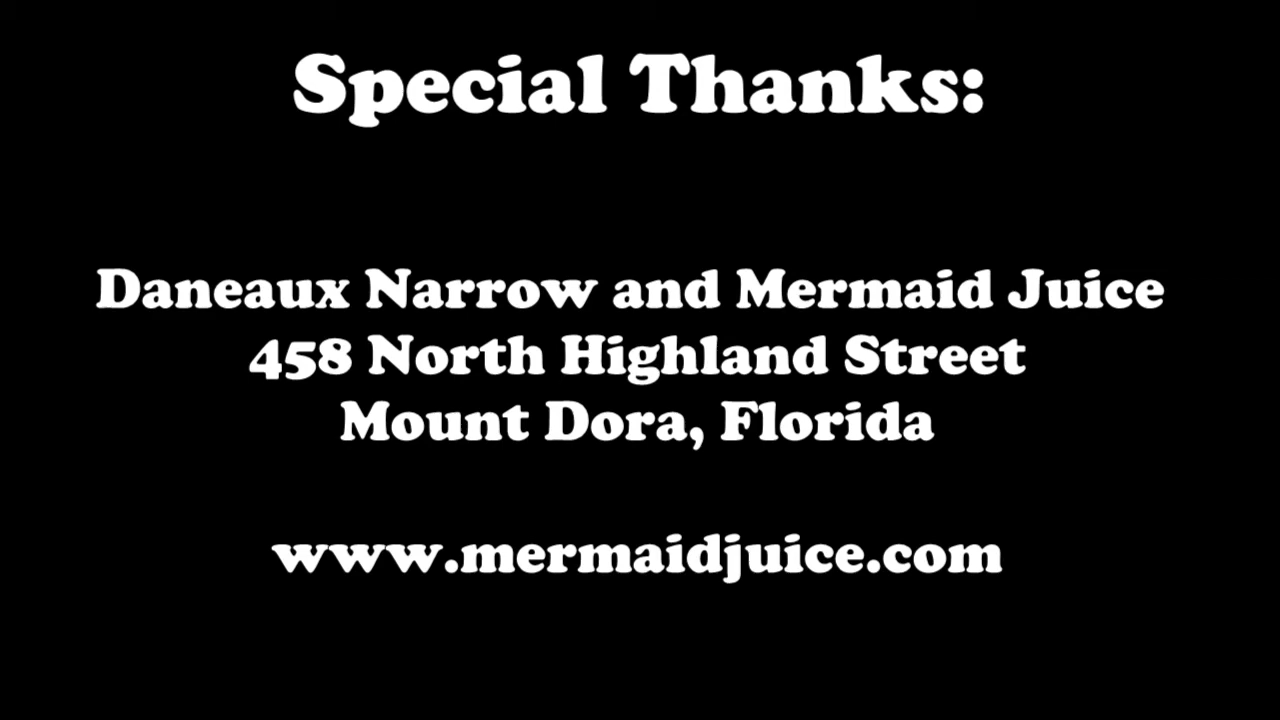 Special Thanks:
Daneaux Narrow and Mermaid Juice
458 North Highland Street
Mount Dora, Florida
www.mermaidjuice.com